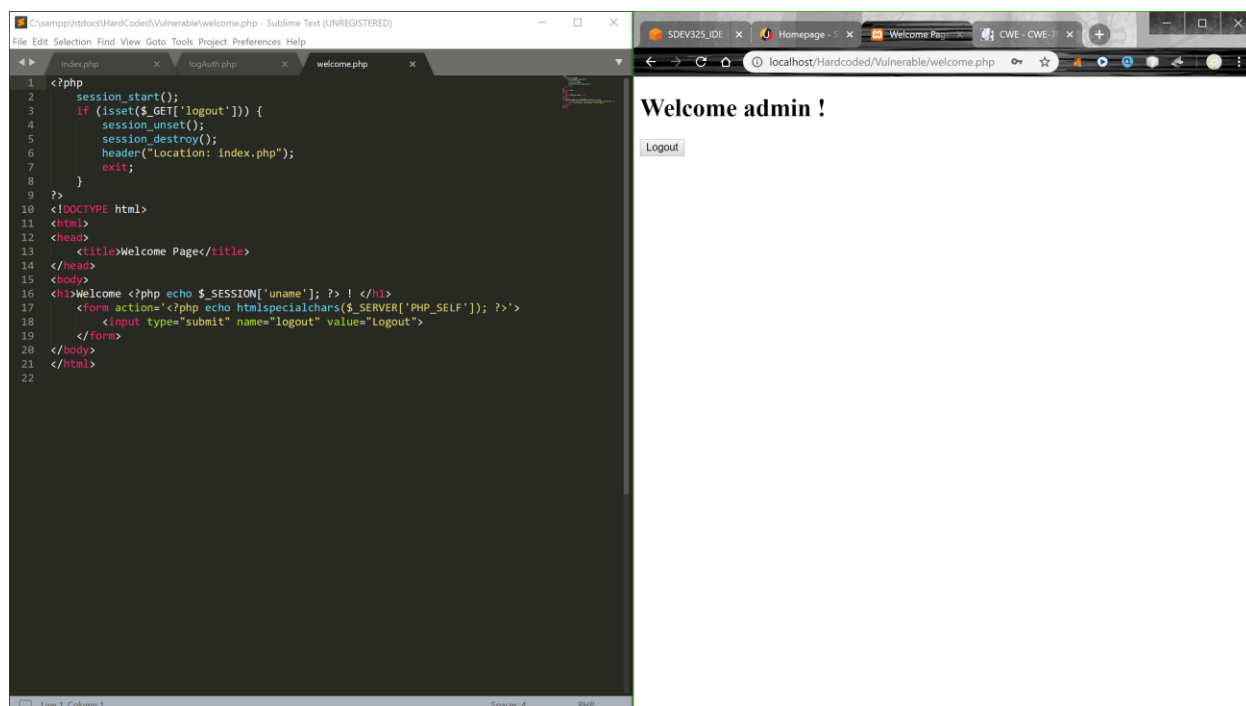 C:\xampp\htdocs\HardCoded\Vulnerable\welcome.php - Sublime Text (UNREGISTERED)
File Edit Selection Find View Goto Tools Project Preferences Help
index.php logAuth.php welcome.php
1 <?php
2 session_start();
3 if (isset($_GET['logout'])) {
4 session_unset();
5 session_destroy();
6 header("Location: index.php");
7 exit;
8 }
9 ?>
10 <!DOCTYPE html>
11 <html>
12 <head>
13 <title>Welcome Page</title>
14 </head>
15 <body>
16 <h1>Welcome <?php echo $_SESSION['uname']; ?> ! </h1>
17 <form action='<?php echo htmlspecialchars($_SERVER['PHP_SELF']); ?>'>
18 <input type="submit" name="logout" value="Logout">
19 </form>
20 </body>
21 </html>
22
Line 1, Column 1 Spaces: 4 PHP
SDEV325_IDE Homepage - S Welcome Pag CWE - CWE-7
localhost/Hardcoded/Vulnerable/welcome.php
Welcome admin !
Logout